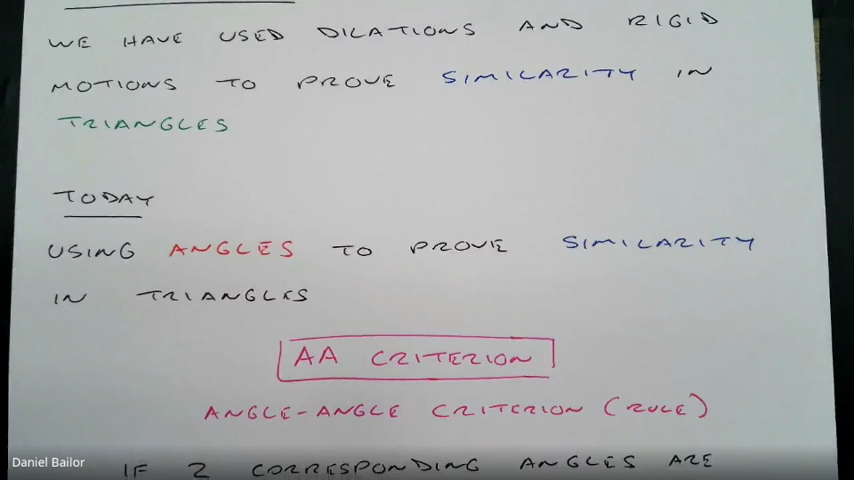 WE HAVE USED DILATIONS AND RIGID
MOTIONS TO PROVE SIMILARITY IN
TRIANGLES
TODAY
USING ANGLES TO PROVE SIMILARITY
IN TRIANGLES
AA CRITERION
ANGLE-ANGLE CRITERION (RULE)
IF 2 CORRESPONDING ANGLES ARE
Daniel Bailor